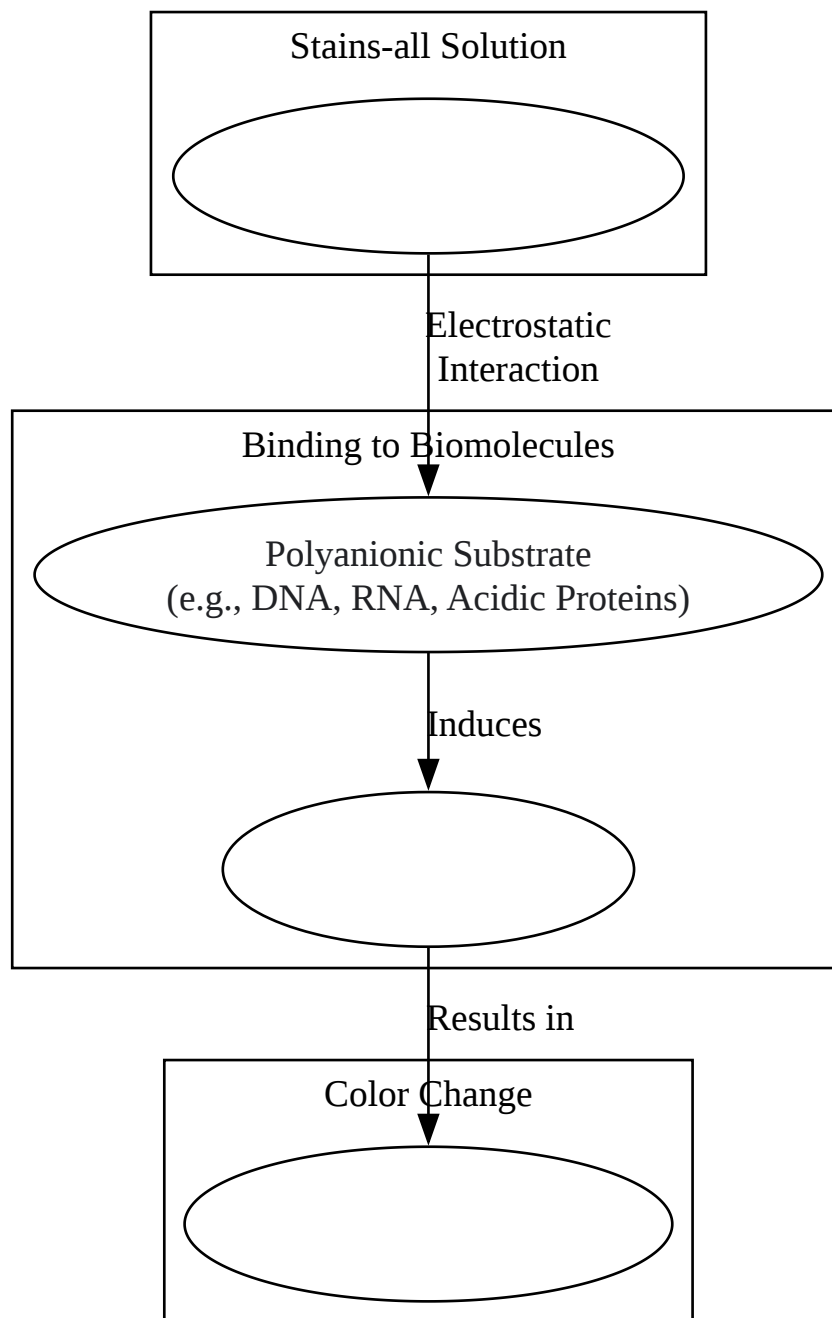 Stains-all Solution
Electrostatic
Interaction
Binding to Biomolecules
Polyanionic Substrate
(e.g., DNA, RNA, Acidic Proteins)
Induces
Results in
Color Change